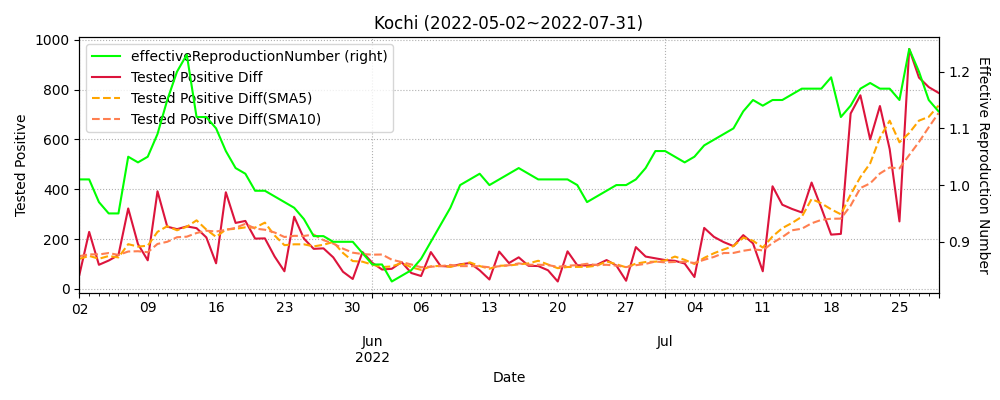 Kochi (2022-05-02~2022-07-31)
effectiveReproductionNumber (right)
Tested Positive Diff
Tested Positive Diff(SMA5)
Tested Positive Diff(SMA10)
Tested Positive
1000
800
600
400
200
0
1.2
1.1
1.0
0.9
Effective Reproduction Number
02 09 16 23 30 06 13 20 27 04 11 18 25
Jun Jul
2022
Date